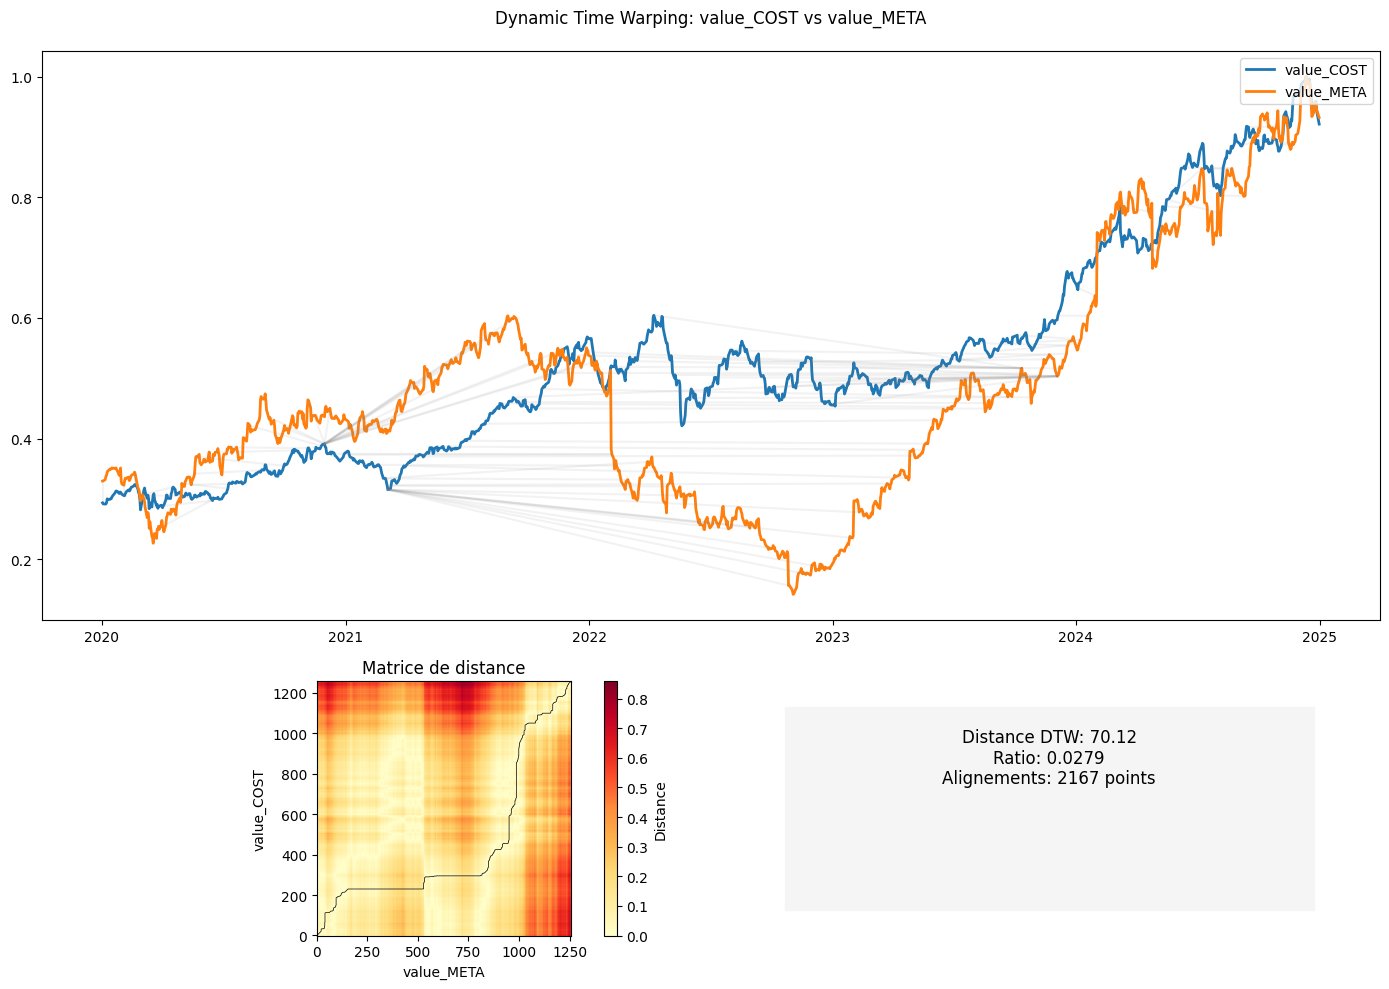 Dynamic Time Warping: value_COST vs value_META
value_COST
value_META
1.0
0.8
0.6
0.4
0.2
2020 2021 2022 2023 2024 2025
Matrice de distance
value_COST
1200
1000
800
600
400
200
0
0 250 500 750 1000 1250
value_META
0.8
0.7
0.6
0.5
0.4
0.3
0.2
0.1
0.0
Distance
Distance DTW: 70.12
Ratio: 0.0279
Alignements: 2167 points